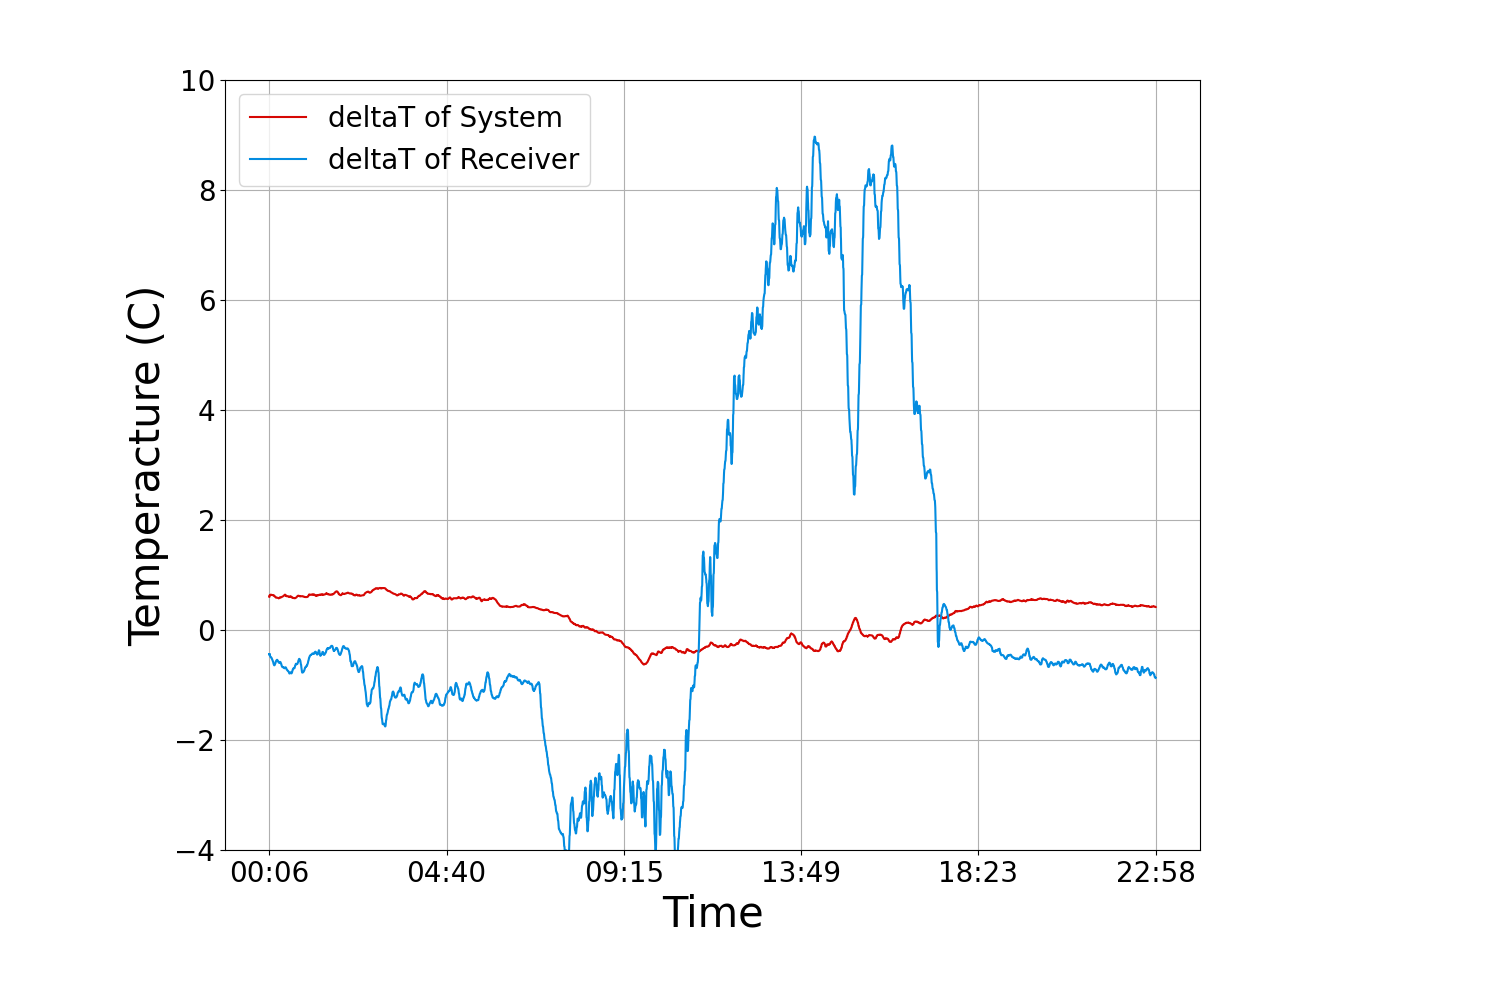 10
8
6
4
2
0
−2
−4
Temperacture (C)
deltaT of System
deltaT of Receiver
00:06 04:40 09:15 13:49 18:23 22:58
Time